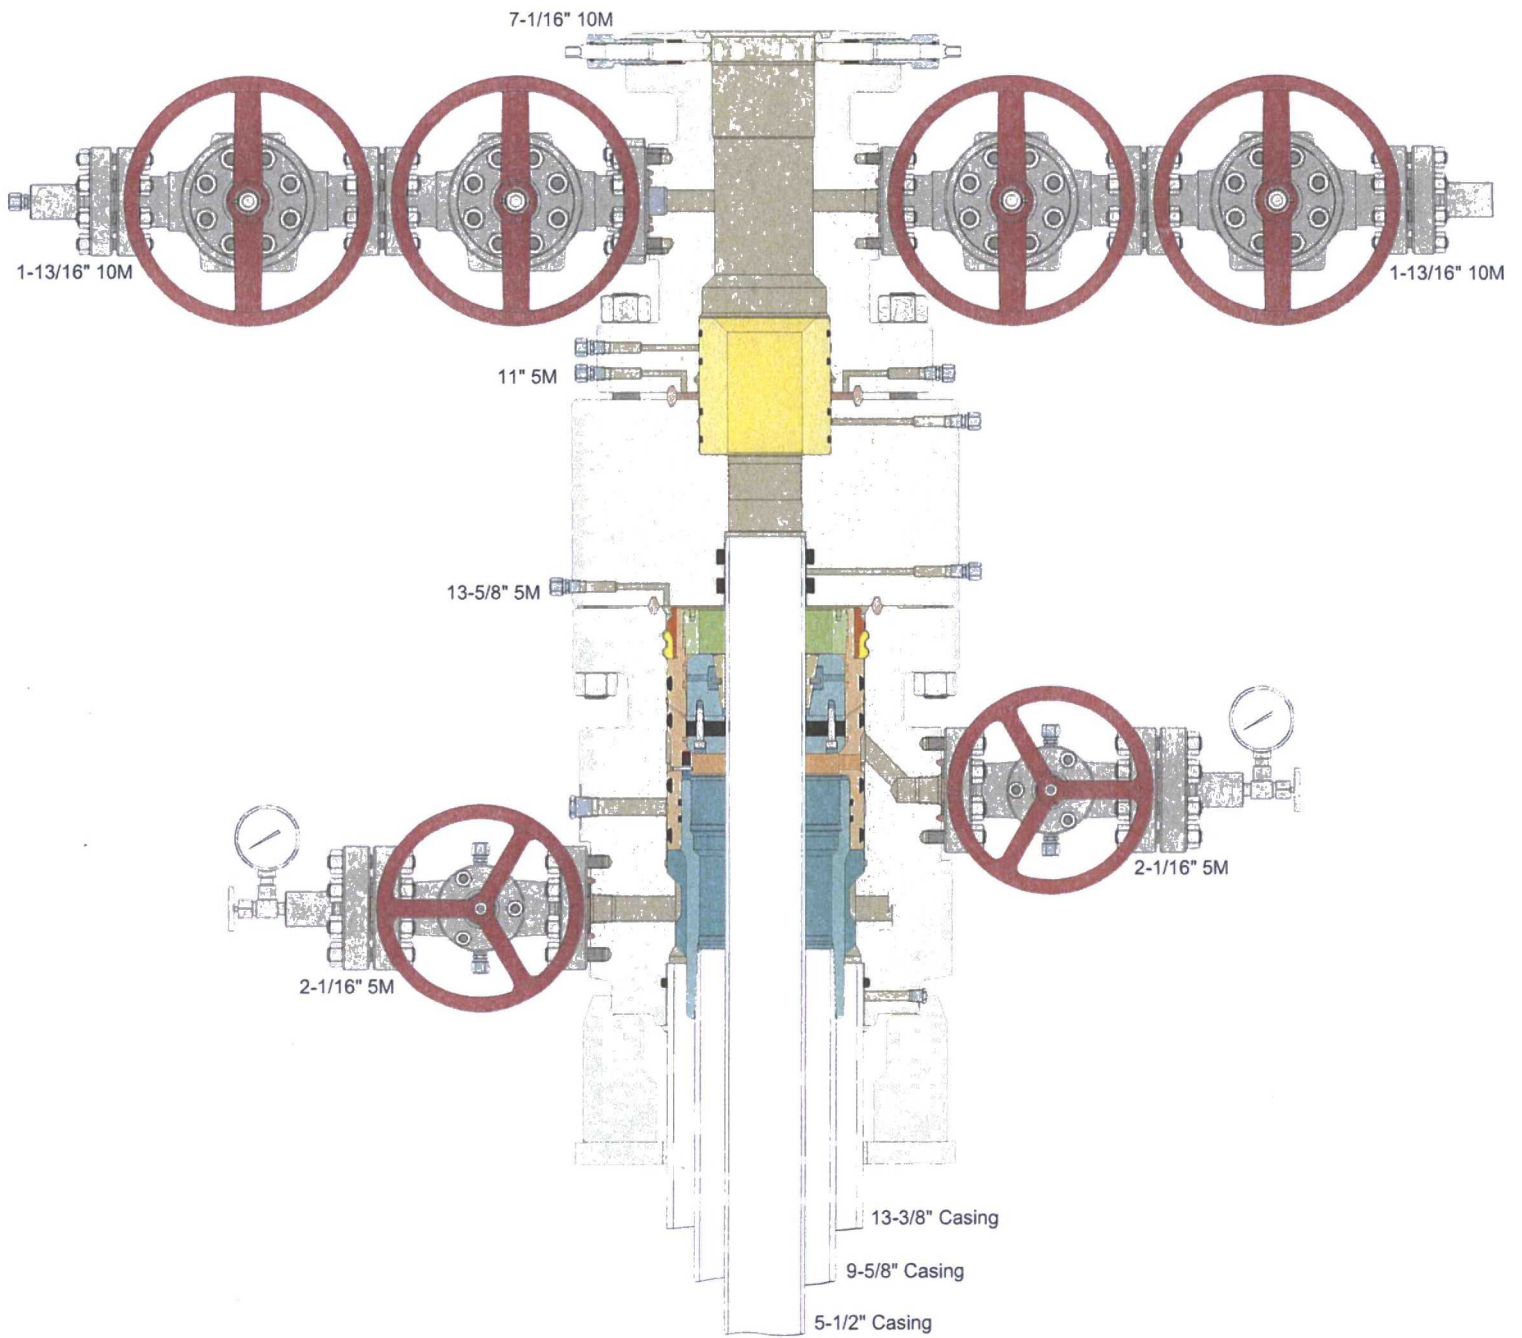 7-1/16" 10M
1-13/16" 10M
1-13/16" 10M
11" 5M
13-5/8" 5M
2-1/16" 5M
2-1/16" 5M
13-3/8" Casing
9-5/8" Casing
5-1/2" Casing